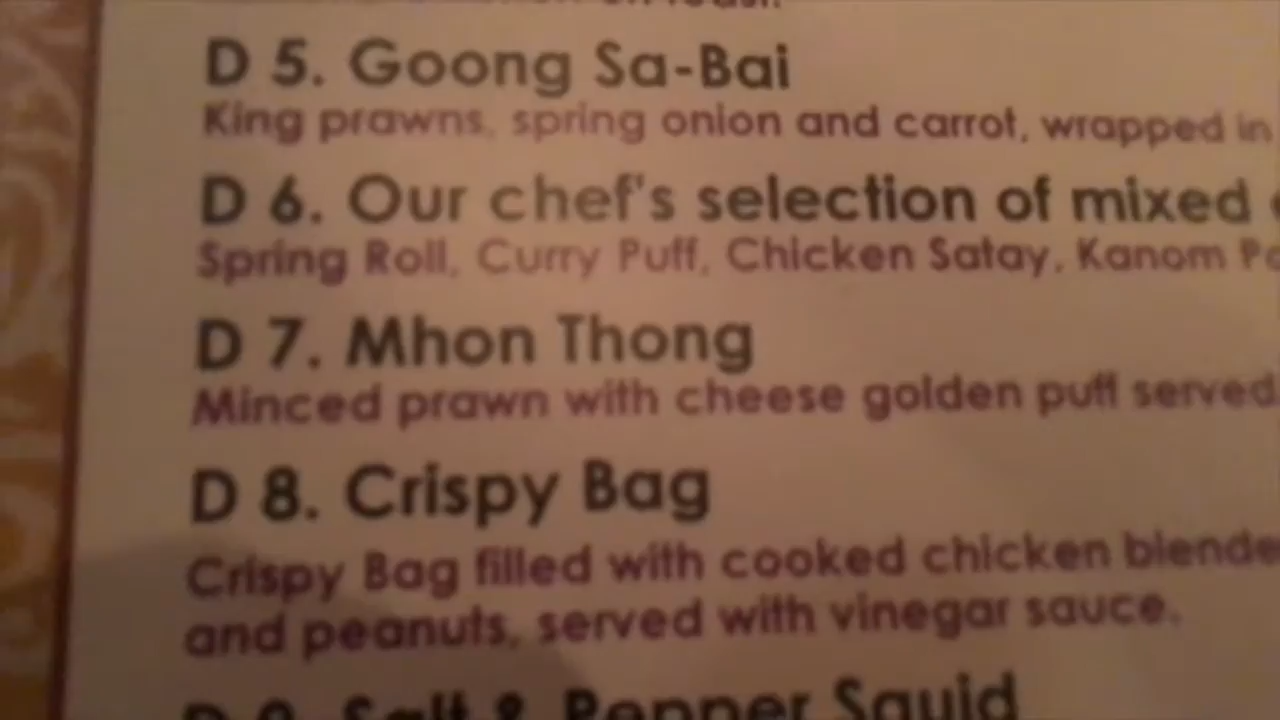 D 5. Goong Sa-Bai
King prawns, spring onion and carrot, wrapped in
D 6. Our chef's selection of mixed
Spring Roll, Curry Puff, Chicken Satay, Kanom
D 7. Mhon Thong
Minced prawn with cheese golden puff served
D 8. Crispy Bag
Crispy Bag filled with cooked chicken
and peanuts, served with vinegar sauce.
D 9. Salt & Pepper Squid